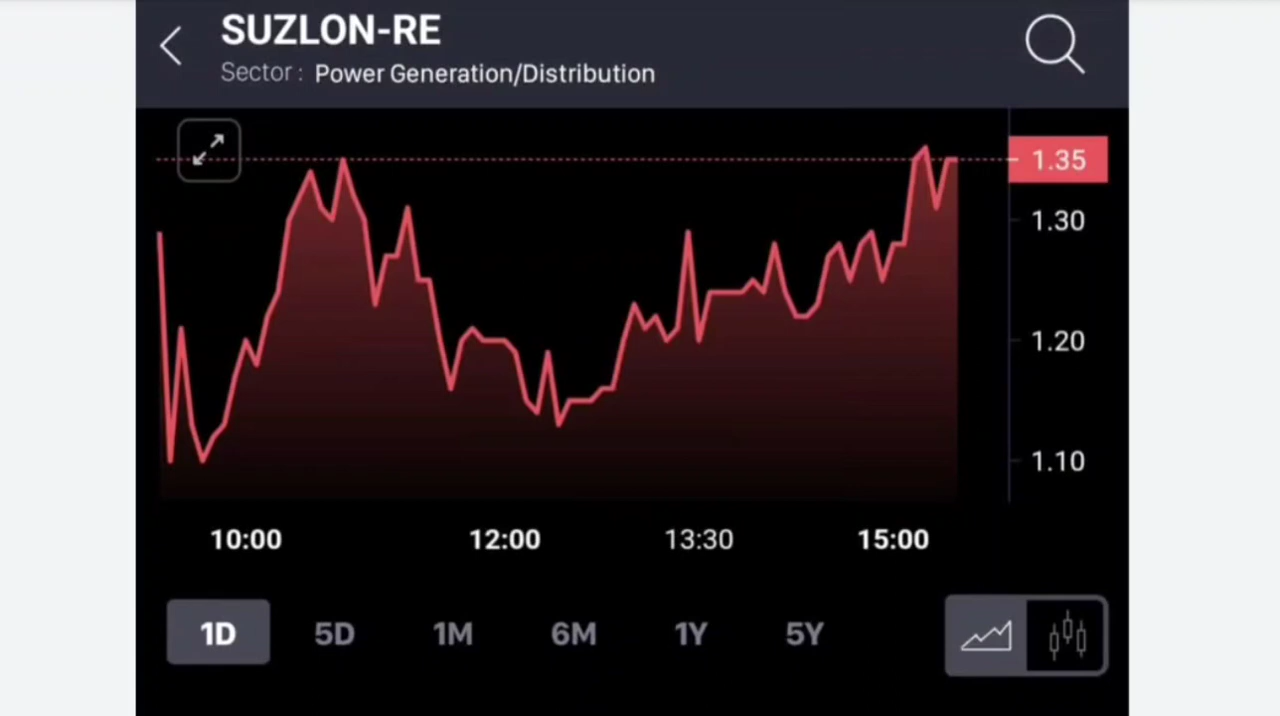 SUZLON-RE
Sector : Power Generation/Distribution
1.35
1.30
1.20
1.10
10:00 12:00 13:30 15:00
1D 5D 1M 6M 1Y 5Y